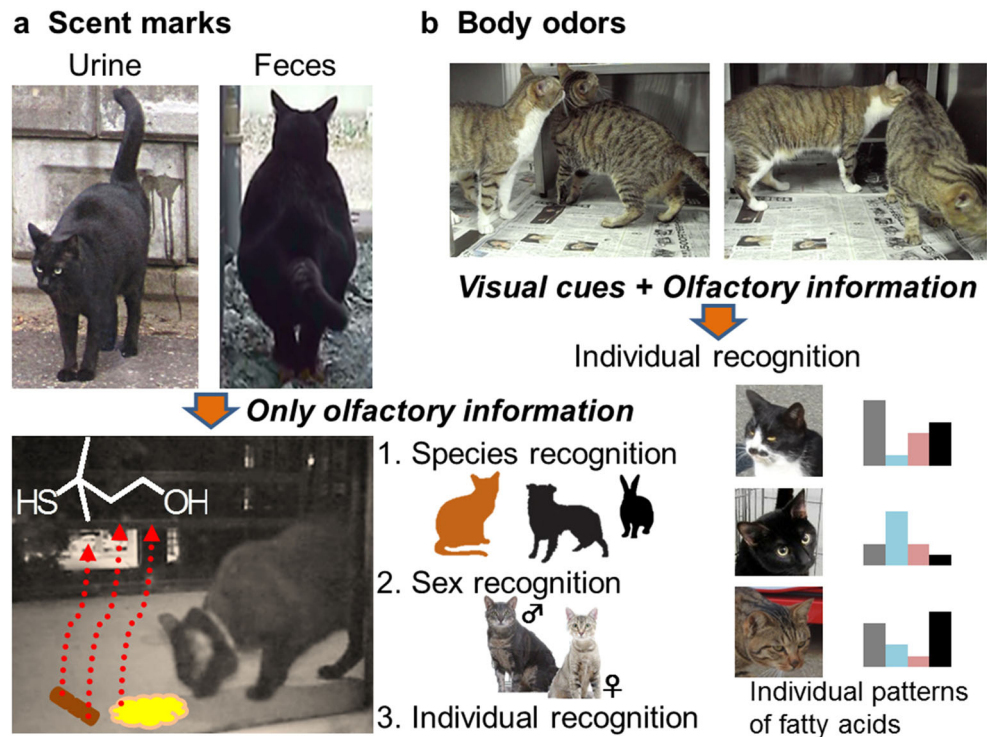 a Scent marks
Urine
Feces
Only olfactory information
HS
OH
1. Species recognition
2. Sex recognition
♂
♀
3. Individual recognition
b Body odors
Visual cues + Olfactory information
Individual recognition
Individual patterns
of fatty acids